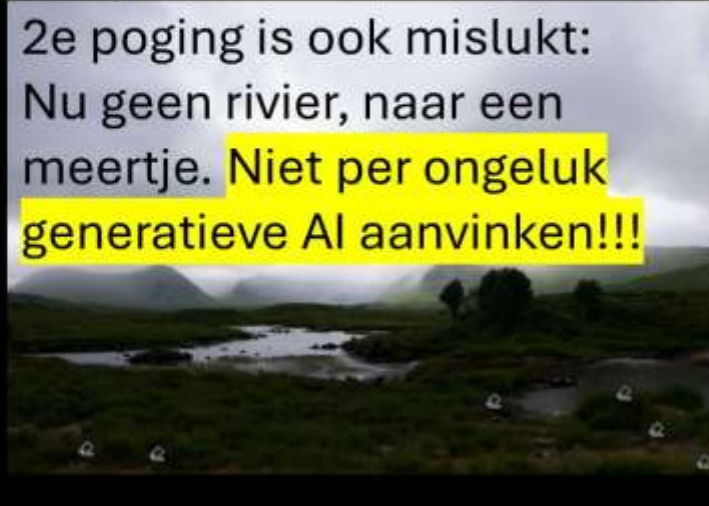 2e poging is ook mislukt:
Nu geen rivier, naar een
meertje. Niet per ongeluk
generatieve AI aanvinken!!!